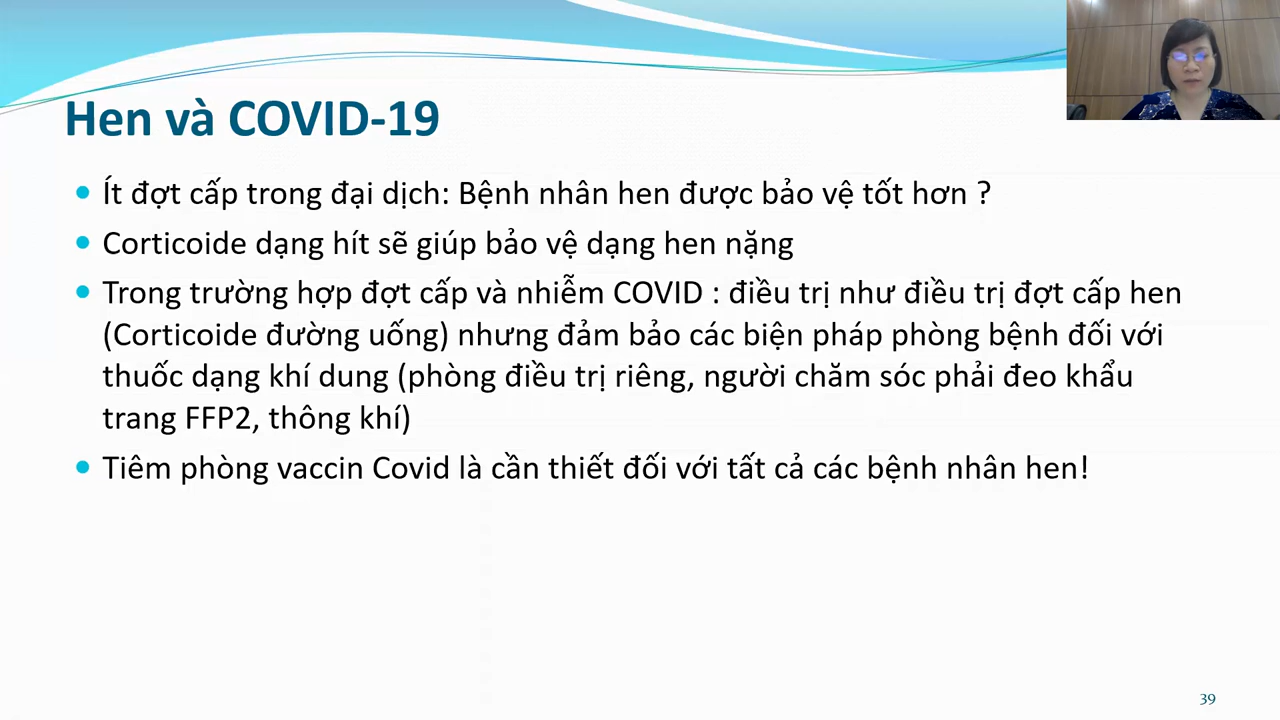 Hen và COVID-19
Ít đợt cấp trong đại dịch: Bệnh nhân hen được bảo vệ tốt hơn ?
Corticoide dạng hít sẽ giúp bảo vệ dạng hen nặng
Trong trường hợp đợt cấp và nhiễm COVID : điều trị như điều trị đợt cấp hen
(Corticoide đường uống) nhưng đảm bảo các biện pháp phòng bệnh đối với
thuốc dạng khí dung (phòng điều trị riêng, người chăm sóc phải đeo khẩu
trang FFP2, thông khí)
Tiêm phòng vaccin Covid là cần thiết đối với tất cả các bệnh nhân hen!
39